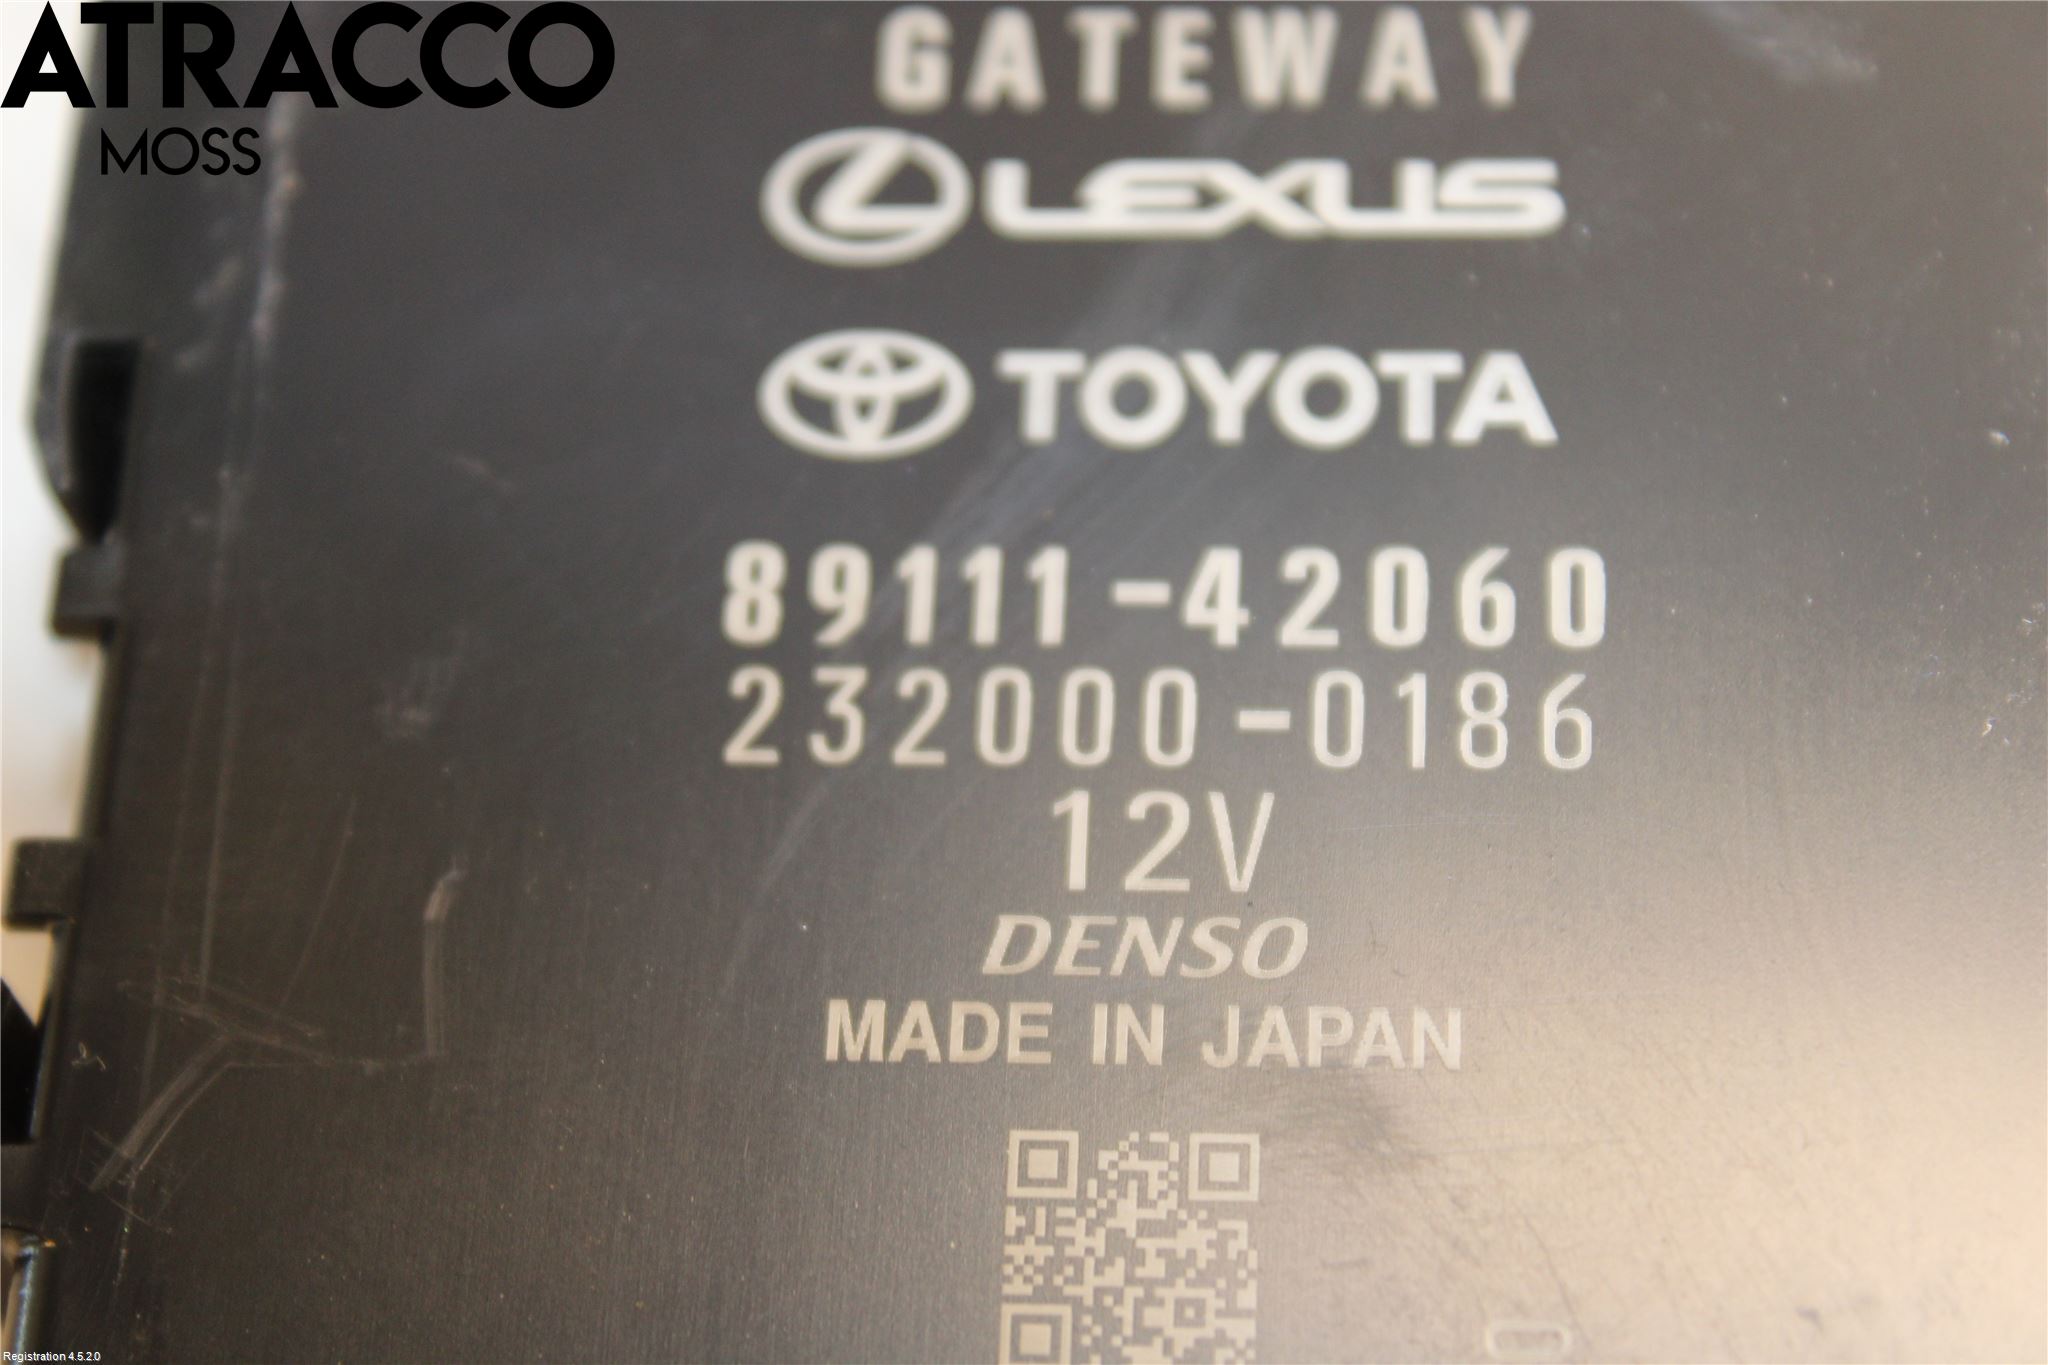 ATRACCO
MOSS
GATEWAY
LEXUS
TOYOTA
89111-42060
232000-0186
12V
DENSO
MADE IN JAPAN
Registration 4.5.2.0